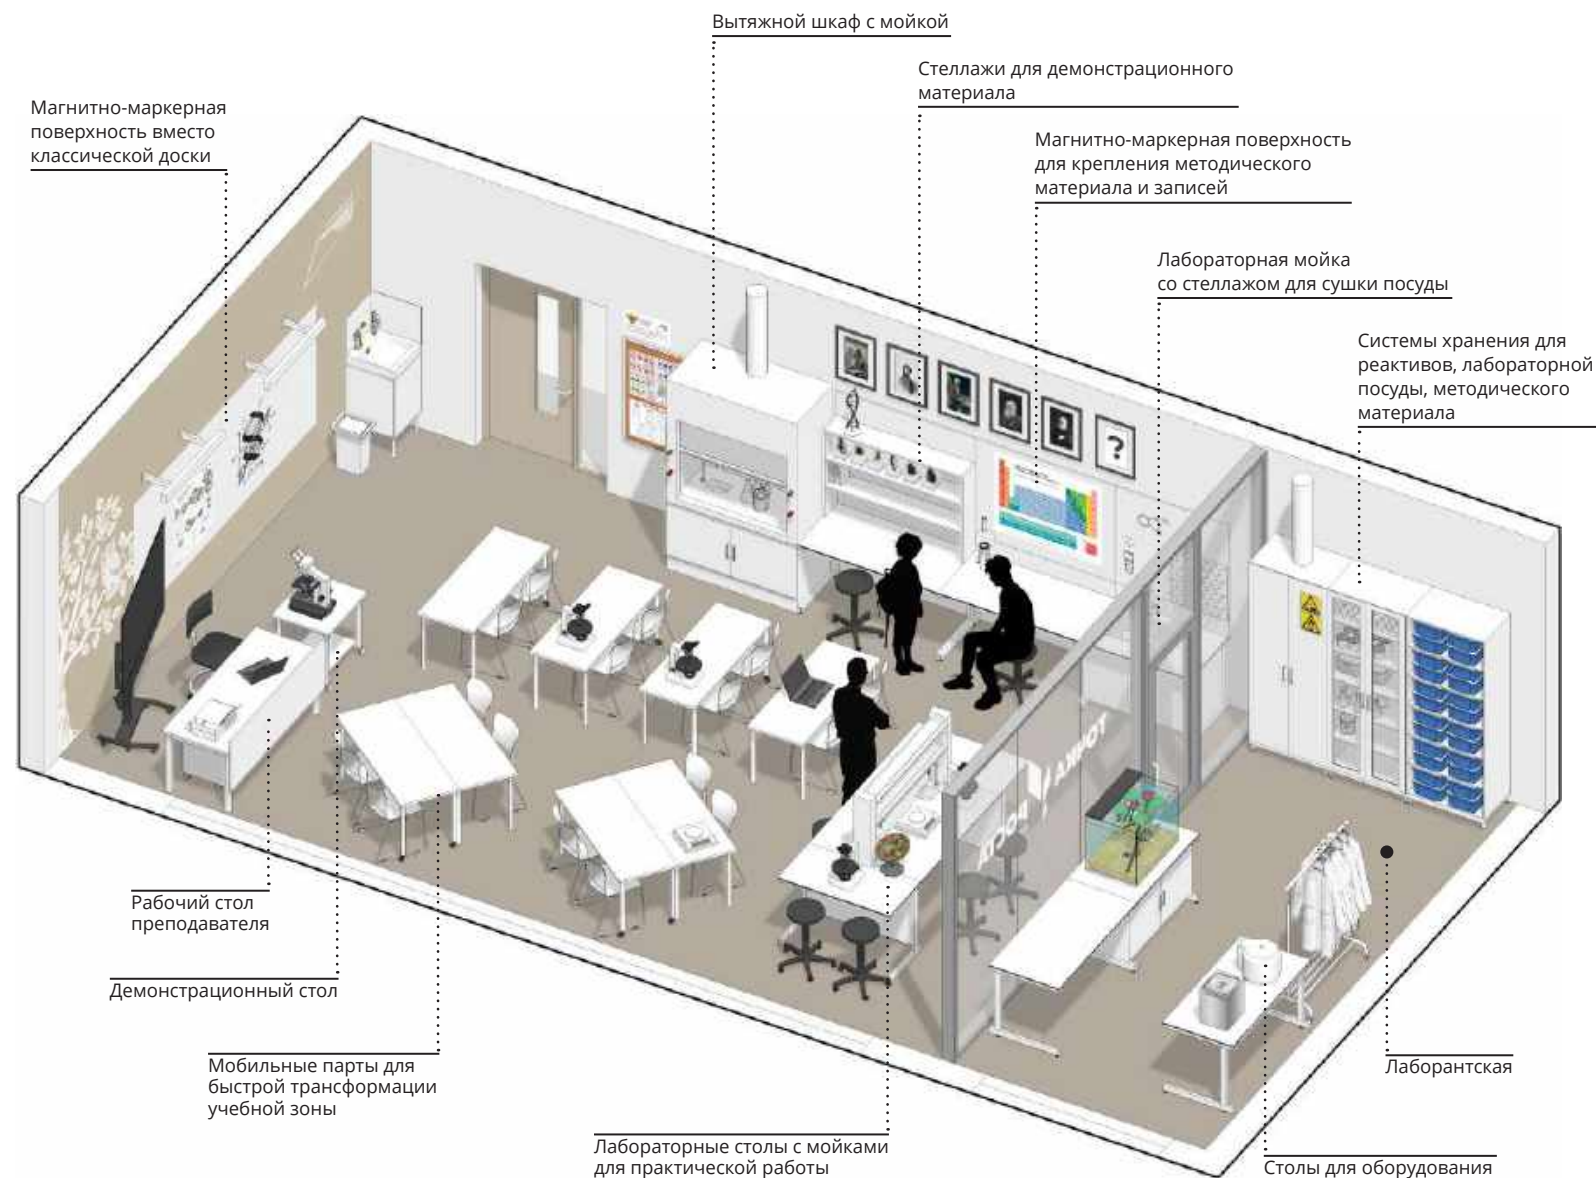 Вытяжной шкаф с мойкой
Стеллажи для демонстрационного
материала
Магнитно-маркерная
поверхность вместо
классической доски
Магнитно-маркерная поверхность
для крепления методического
материала и записей
Лабораторная мойка
со стеллажом для сушки посуды
Системы хранения для
реактивов, лабораторной
посуды, методического
материала
?
ТОЧКА РОСТА
Рабочий стол
преподавателя
Демонстрационный стол
Мобильные парты для
быстрой трансформации
учебной зоны
Лабораторные столы с мойками
для практической работы
Лаборантская
Столы для оборудования